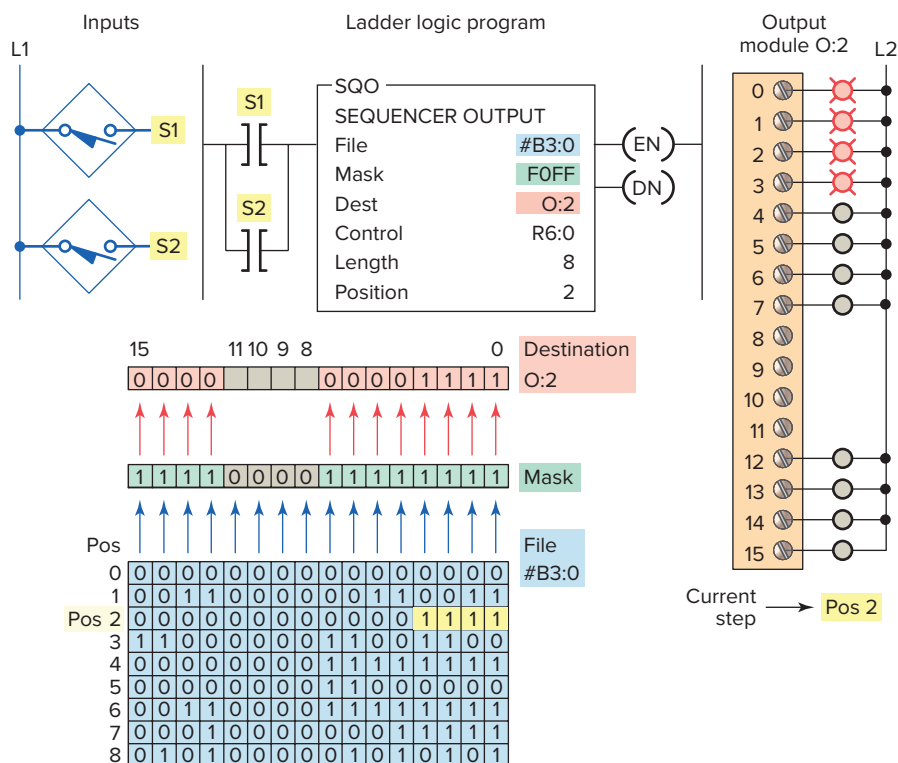 Inputs
Ladder logic program
Output
module O:2
L1
L2
S1
S2
S1
S2
SQO
SEQUENCER OUTPUT
File #B3:0
Mask F0FF
Dest O:2
Control R6:0
Length 8
Position 2
EN
DN
0
1
2
3
4
5
6
7
8
9
10
11
12
13
14
15
Current
step
Pos 2
15 11 10 9 8 0
Destination
O:2
0 0 0 0 0 0 0 0 1 1 1 1
1 1 1 1 0 0 0 0 1 1 1 1 1 1 1 1
Mask
Pos
File
#B3:0
0 0 0 0 0 0 0 0 0 0 0 0 0 0 0 0 0
1 0 0 1 1 0 0 0 0 0 0 1 1 0 0 1 1
Pos 2 0 0 0 0 0 0 0 0 0 0 0 0 1 1 1 1
3 1 1 0 0 0 0 0 0 1 1 0 0 1 1 0 0
4 0 0 0 0 0 0 0 0 1 1 1 1 1 1 1 1
5 0 0 0 0 0 0 0 0 1 1 0 0 0 0 0 0
6 0 0 1 1 0 0 0 0 1 1 1 1 1 1 1 1
7 0 0 0 1 0 0 0 0 0 0 0 1 1 1 1 1
8 0 1 0 1 0 0 0 0 0 1 0 1 0 1 0 1